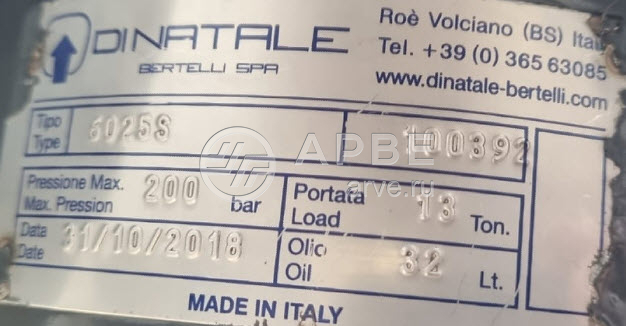 DINATALE
BERTELLI SPA
Roè Volciano (BS) Ital
Tel. +39 (0) 365 63085
www.dinatale-bertelli.com
Tipo
Type
6025S
100392
Pressione Max.
Max. Pression
200
bar
Portata
Load
13
Ton.
Data
Date
31/10/2018
Olio
Oil
32
Lt.
MADE IN ITALY
АРВЕ
arve.ru